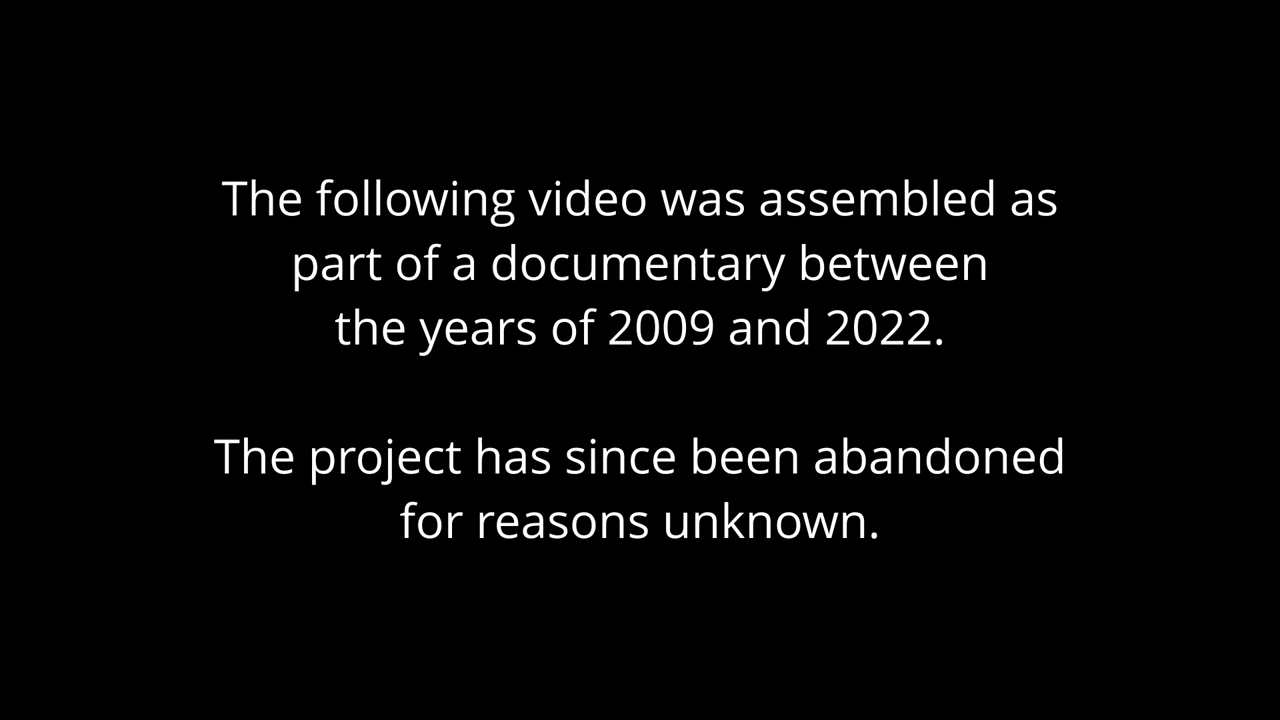 The following video was assembled as
part of a documentary between
the years of 2009 and 2022.
The project has since been abandoned
for reasons unknown.